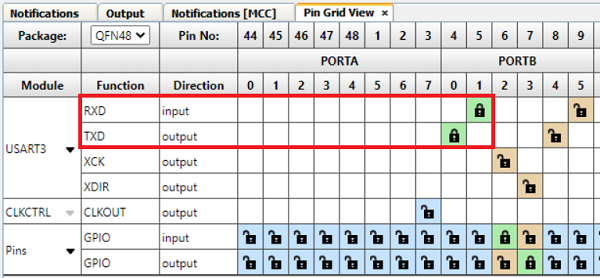 Notifications Output Notifications [MCC] Pin Grid View ×
Package: QFN48 Pin No: 44 45 46 47 48 1 2 3 4 5 6 7 8 9
PORTA PORTB
Module Function Direction 0 1 2 3 4 5 6 7 0 1 2 3 4 5
USART3 RXD input
TXD output
XCK output
XDIR output
CLKCTRL CLKOUT output
Pins GPIO input
GPIO output